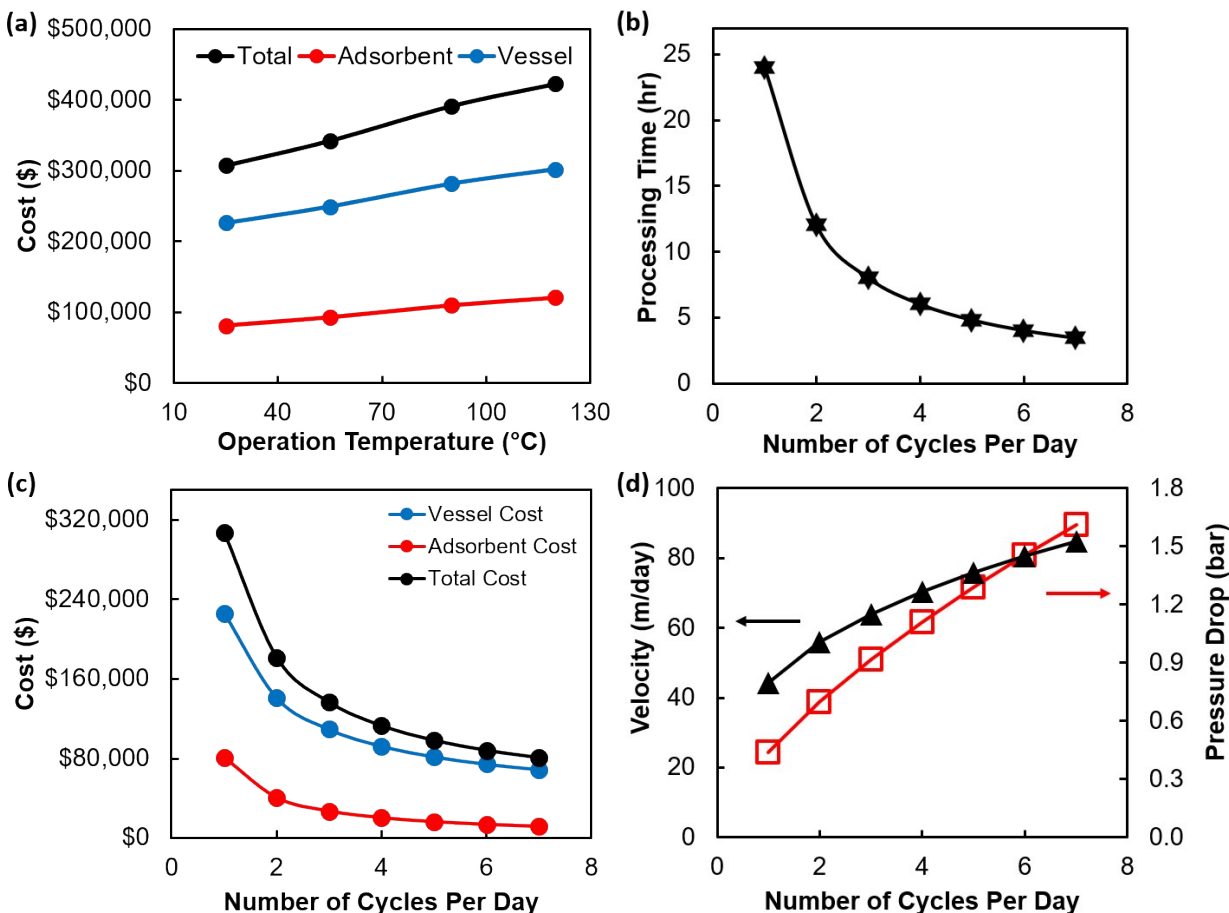 (a)
$500,000
$400,000
$300,000
$200,000
$100,000
$0
Cost ($)
Total Adsorbent Vessel
10 40 70 100 130
Operation Temperature (°C)
(b)
25
20
15
10
5
0
Processing Time (hr)
0 2 4 6 8
Number of Cycles Per Day
(c)
$320,000
$240,000
$160,000
$80,000
$0
Cost ($)
Vessel Cost
Adsorbent Cost
Total Cost
0 2 4 6 8
Number of Cycles Per Day
(d)
100
80
60
40
20
0
Velocity (m/day)
1.8
1.5
1.2
0.9
0.6
0.3
0.0
Pressure Drop (bar)
0 2 4 6 8
Number of Cycles Per Day